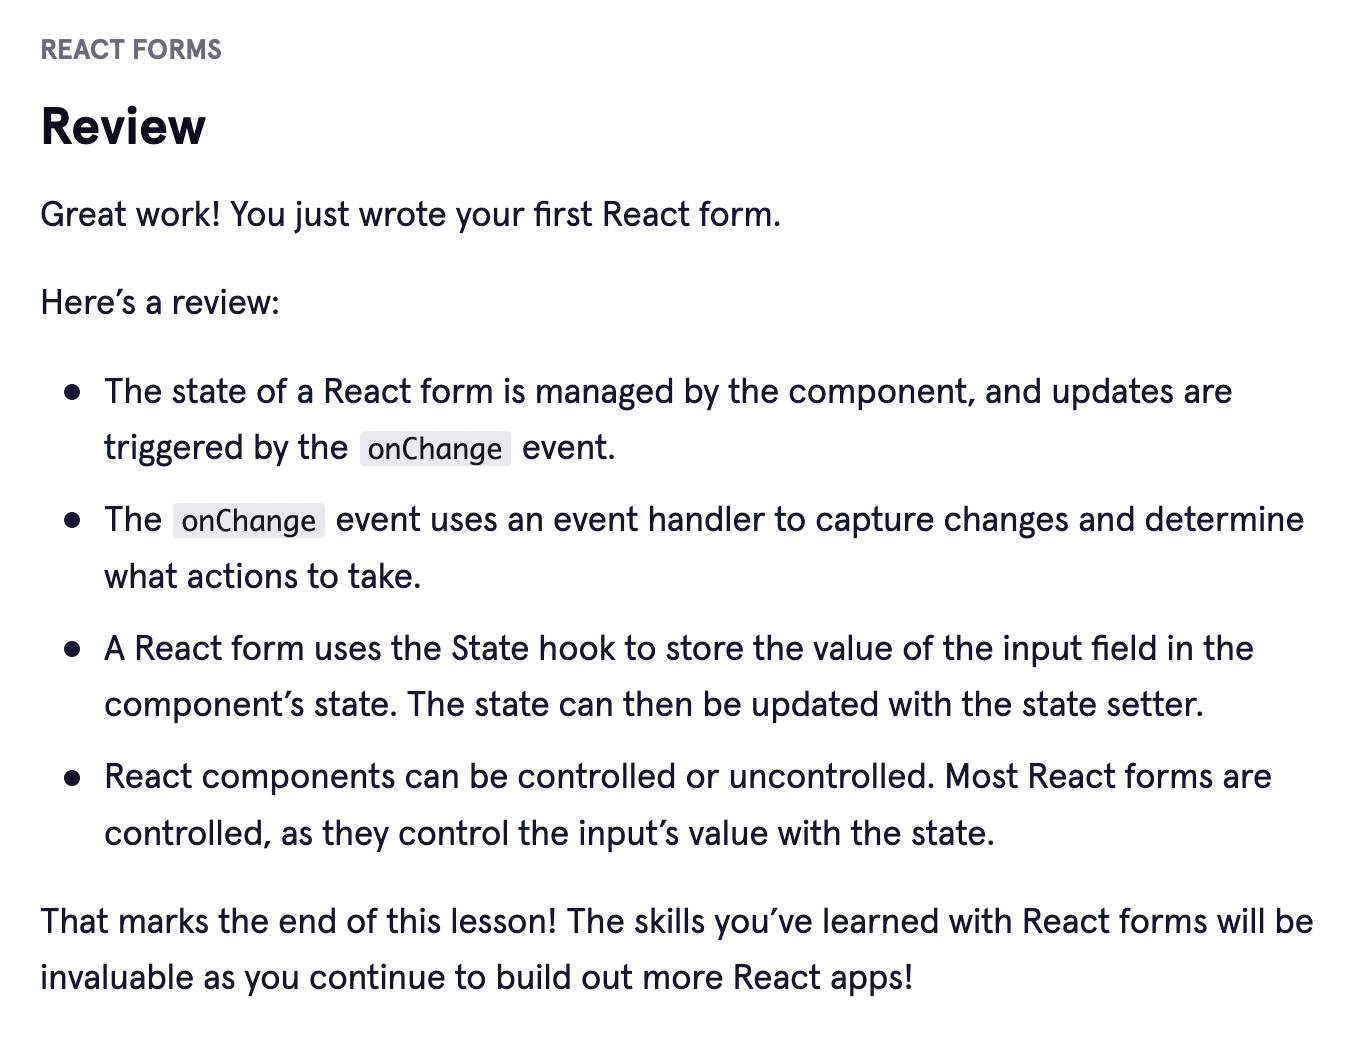 REACT FORMS
Review
Great work! You just wrote your first React form.
Here’s a review:
● The state of a React form is managed by the component, and updates are
triggered by the onChange event.
● The onChange event uses an event handler to capture changes and determine
what actions to take.
● A React form uses the State hook to store the value of the input field in the
component’s state. The state can then be updated with the state setter.
● React components can be controlled or uncontrolled. Most React forms are
controlled, as they control the input’s value with the state.
That marks the end of this lesson! The skills you’ve learned with React forms will be
invaluable as you continue to build out more React apps!